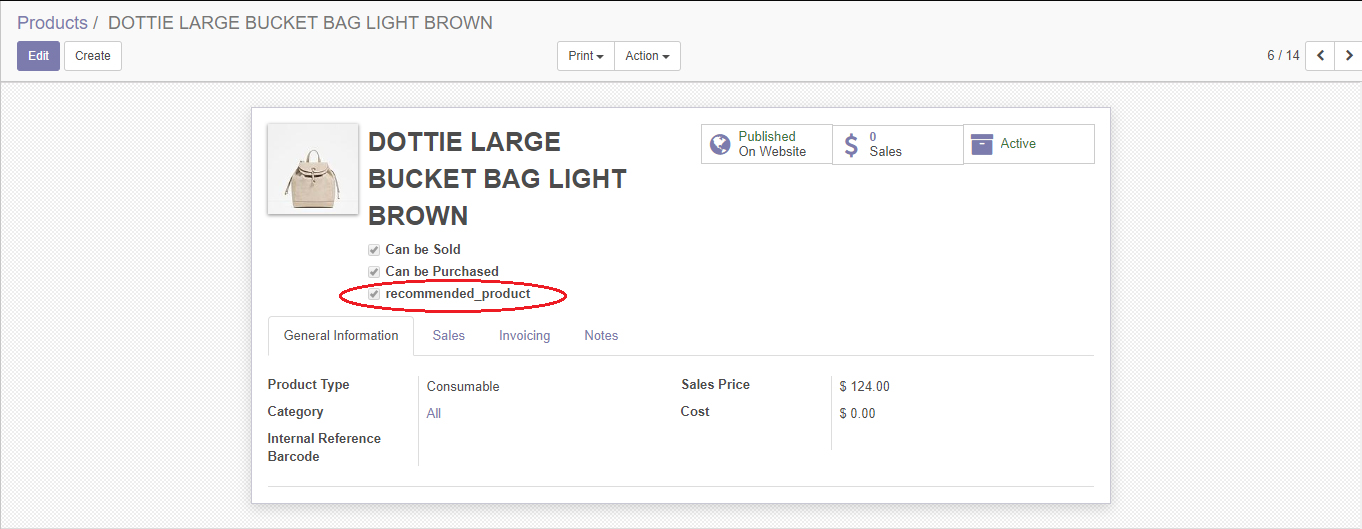 Products / DOTTIE LARGE BUCKET BAG LIGHT BROWN
Edit Create Print Action 6 / 14
DOTTIE LARGE
BUCKET BAG LIGHT
BROWN
Published
On Website
0
Sales
Active
Can be Sold
Can be Purchased
recommended_product
General Information Sales Invoicing Notes
Product Type Consumable
Category All
Internal Reference
Barcode
Sales Price $ 124.00
Cost $ 0.00